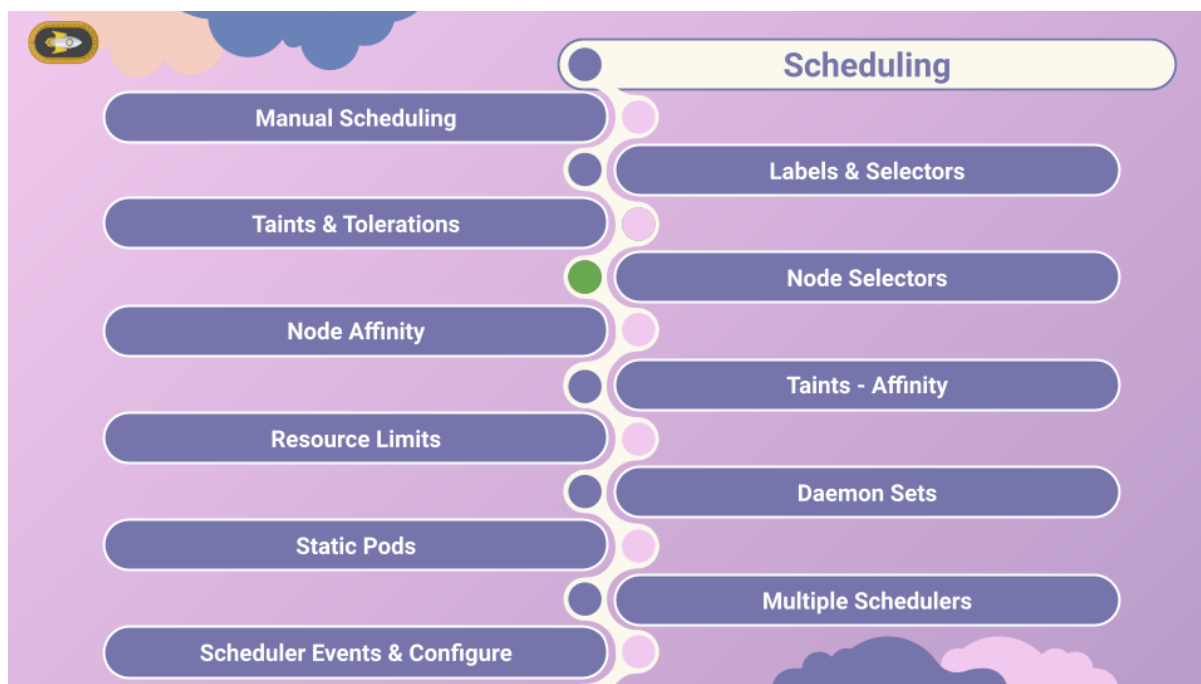 Scheduling
Manual Scheduling
Labels & Selectors
Taints & Tolerations
Node Selectors
Node Affinity
Taints - Affinity
Resource Limits
Daemon Sets
Static Pods
Multiple Schedulers
Scheduler Events & Configure